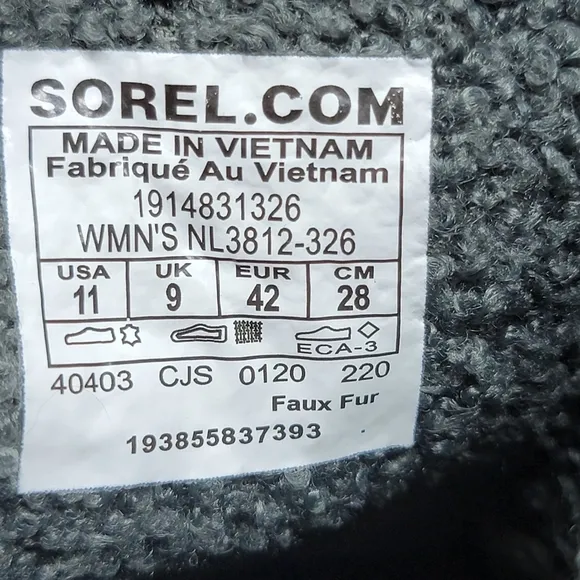 SOREL.COM
MADE IN VIETNAM
Fabriqué Au Vietnam
1914831326
WMN'S NL3812-326
USA UK EUR CM
11 9 42 28
ECA-3
40403 CJS 0120 220
Faux Fur
193855837393